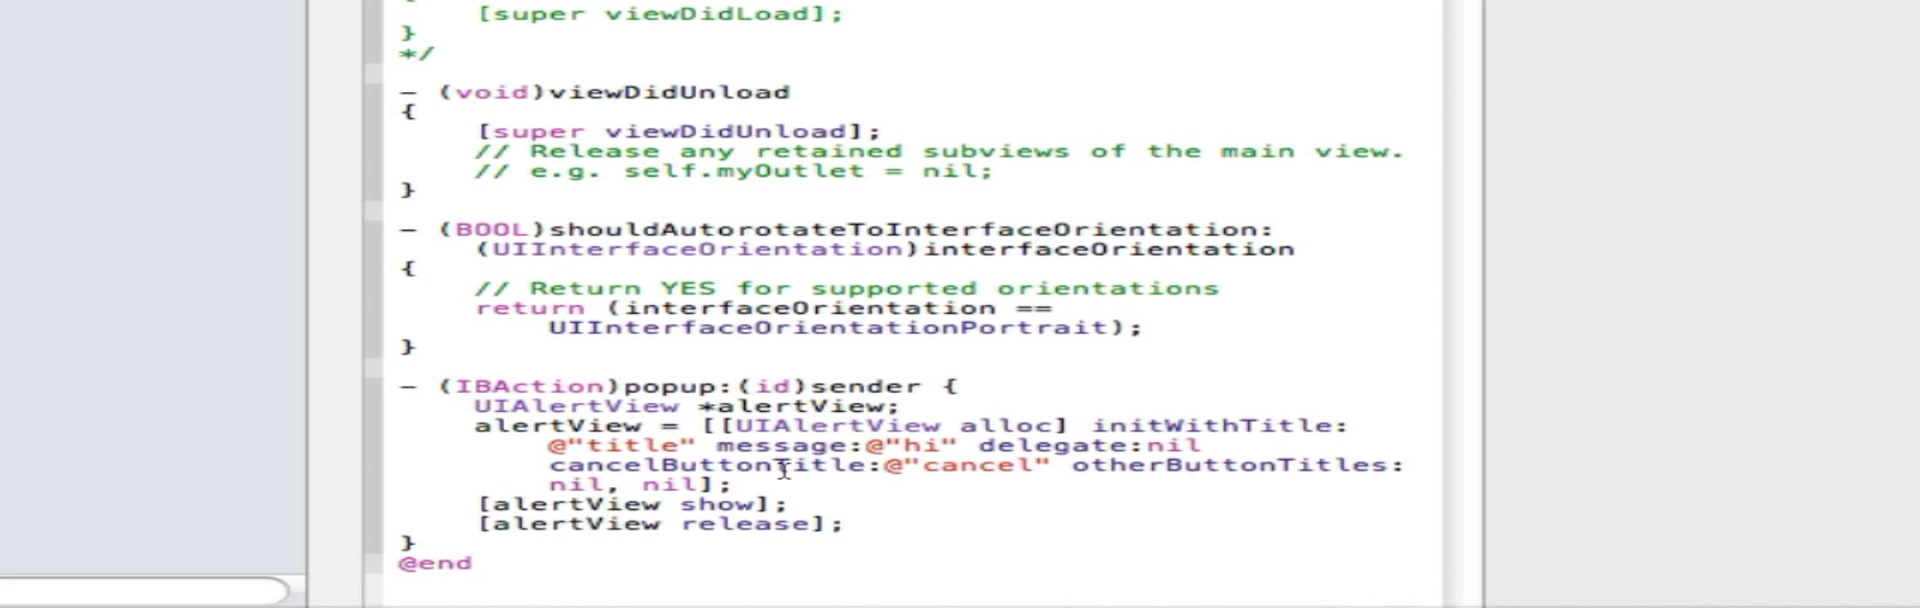 {
    [super viewDidLoad];
}
*/

- (void)viewDidUnload
{
    [super viewDidUnload];
    // Release any retained subviews of the main view.
    // e.g. self.myOutlet = nil;
}

- (BOOL)shouldAutorotateToInterfaceOrientation:
    (UIInterfaceOrientation)interfaceOrientation
{
    // Return YES for supported orientations
    return (interfaceOrientation ==
        UIInterfaceOrientationPortrait);
}

- (IBAction)popup:(id)sender {
    UIAlertView *alertView;
    alertView = [[UIAlertView alloc] initWithTitle:
        @"title" message:@"hi" delegate:nil
        cancelButtonTitle:@"cancel" otherButtonTitles:
        nil, nil];
    [alertView show];
    [alertView release];
}
@end